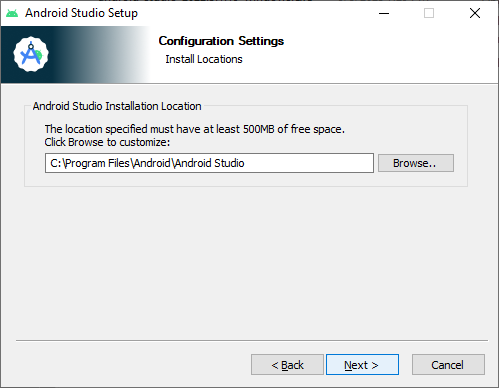 Android Studio Setup
Configuration Settings
Install Locations
Android Studio Installation Location
The location specified must have at least 500MB of free space.
Click Browse to customize:
C:\Program Files\Android\Android Studio
Browse..
< Back
Next >
Cancel